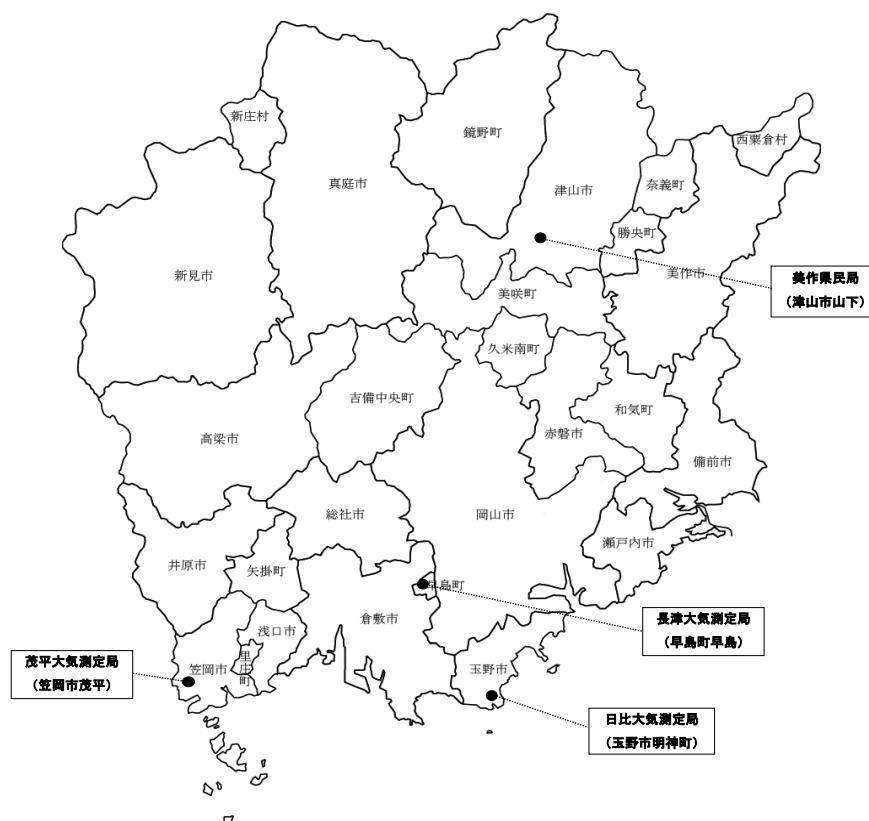 新庄村
鏡野町
西粟倉村
真庭市
津山市
奈義町
勝央町
新見市
美作市
美作県民局
（津山市山下）
美咲町
久米南町
吉備中央町
和気町
高梁市
赤磐市
備前市
総社市
岡山市
瀬戸内市
井原市
矢掛町
早島町
倉敷市
浅口市
長津大気測定局
（早島町早島）
茂平大気測定局
（笠岡市茂平）
笠岡市
里庄町
玉野市
日比大気測定局
（玉野市明神町）